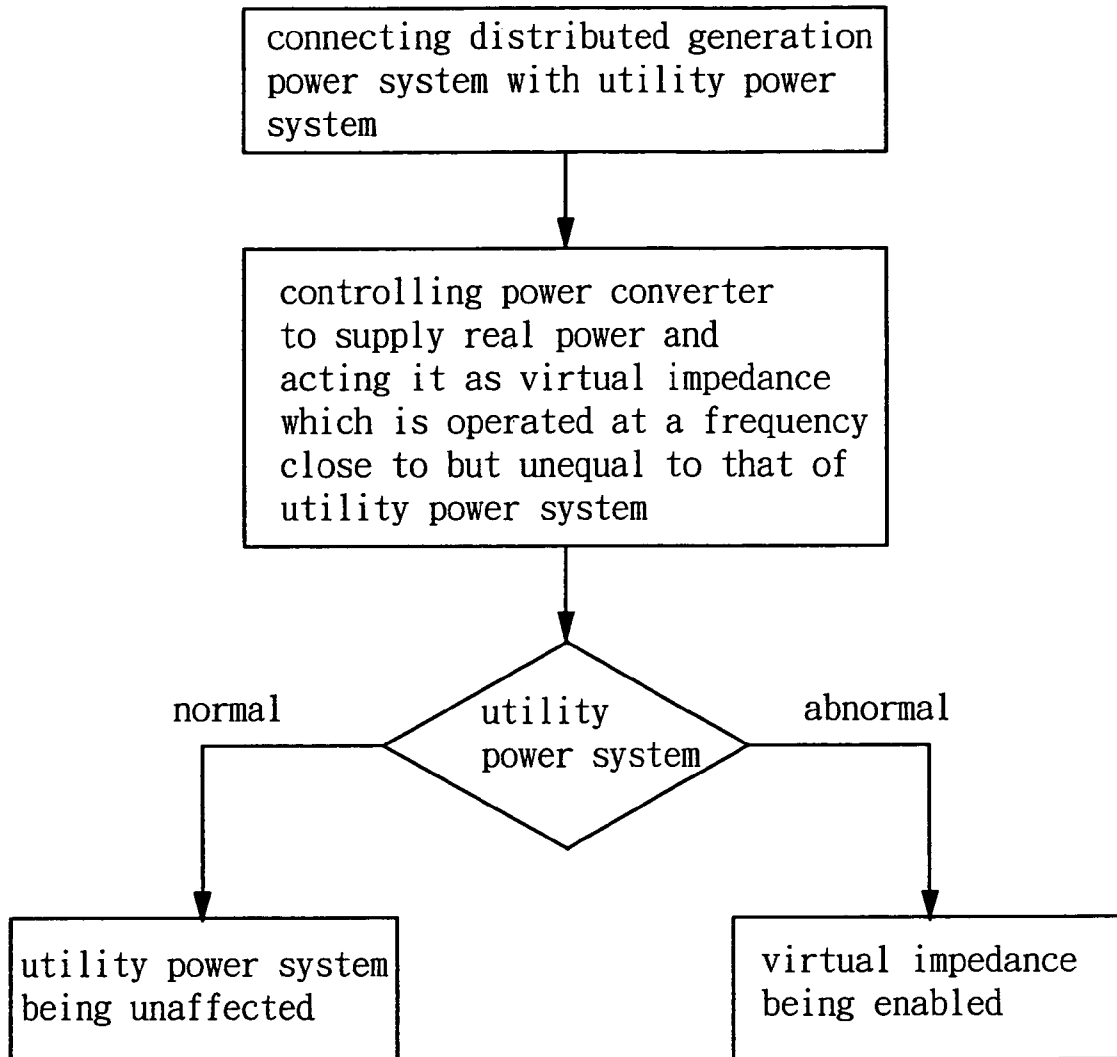 connecting distributed generation
power system with utility power
system
controlling power converter
to supply real power and
acting it as virtual impedance
which is operated at a frequency
close to but unequal to that of
utility power system
normal
utility
power system
abnormal
utility power system
being unaffected
virtual impedance
being enabled